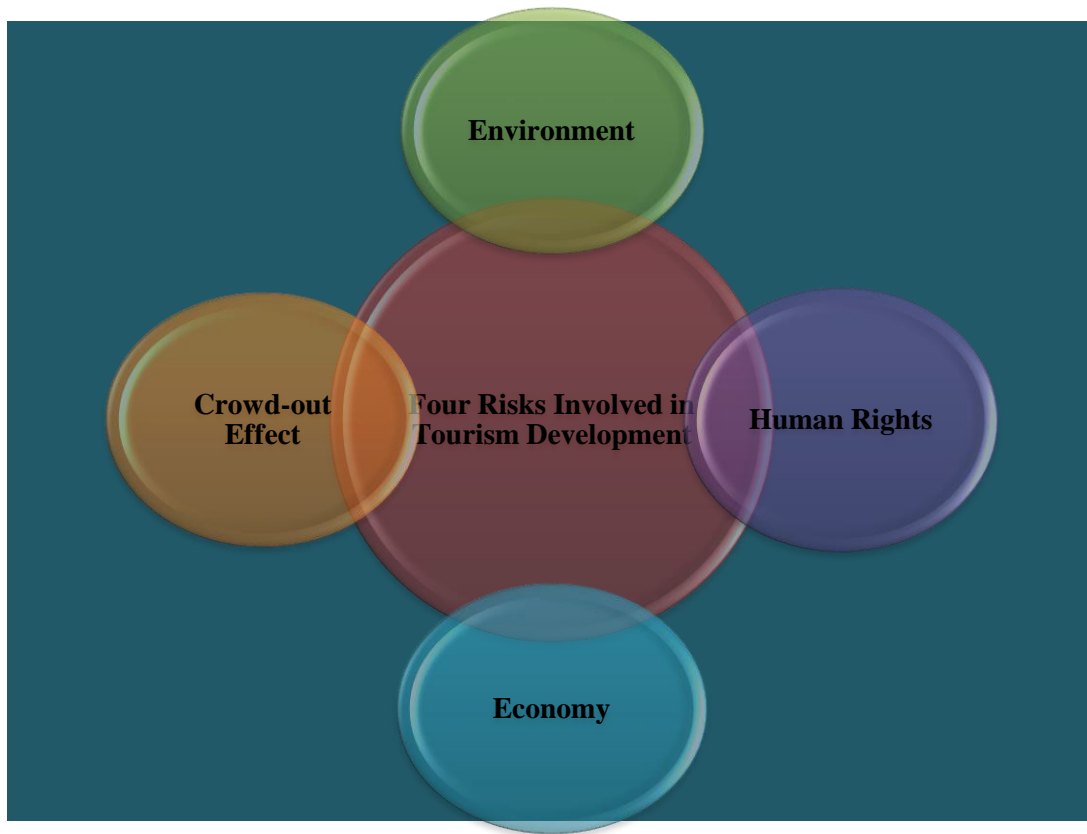 Environment
Crowd-out
Effect
Four Risks Involved in
Tourism Development
Human Rights
Economy